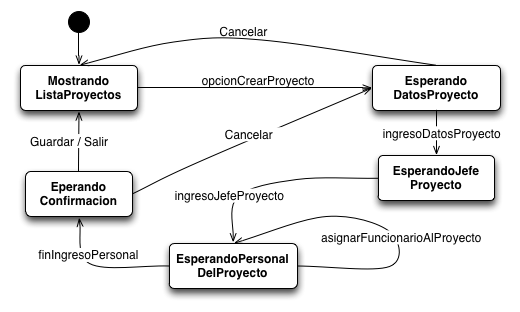 Cancelar
Mostrando
ListaProyectos
opcionCrearProyecto
Esperando
DatosProyecto
Guardar / Salir
Cancelar
ingresoDatosProyecto
Eperando
Confirmacion
EsperandoJefe
Proyecto
ingresoJefeProyecto
finIngresoPersonal
EsperandoPersonal
DelProyecto
asignarFuncionarioAlProyecto